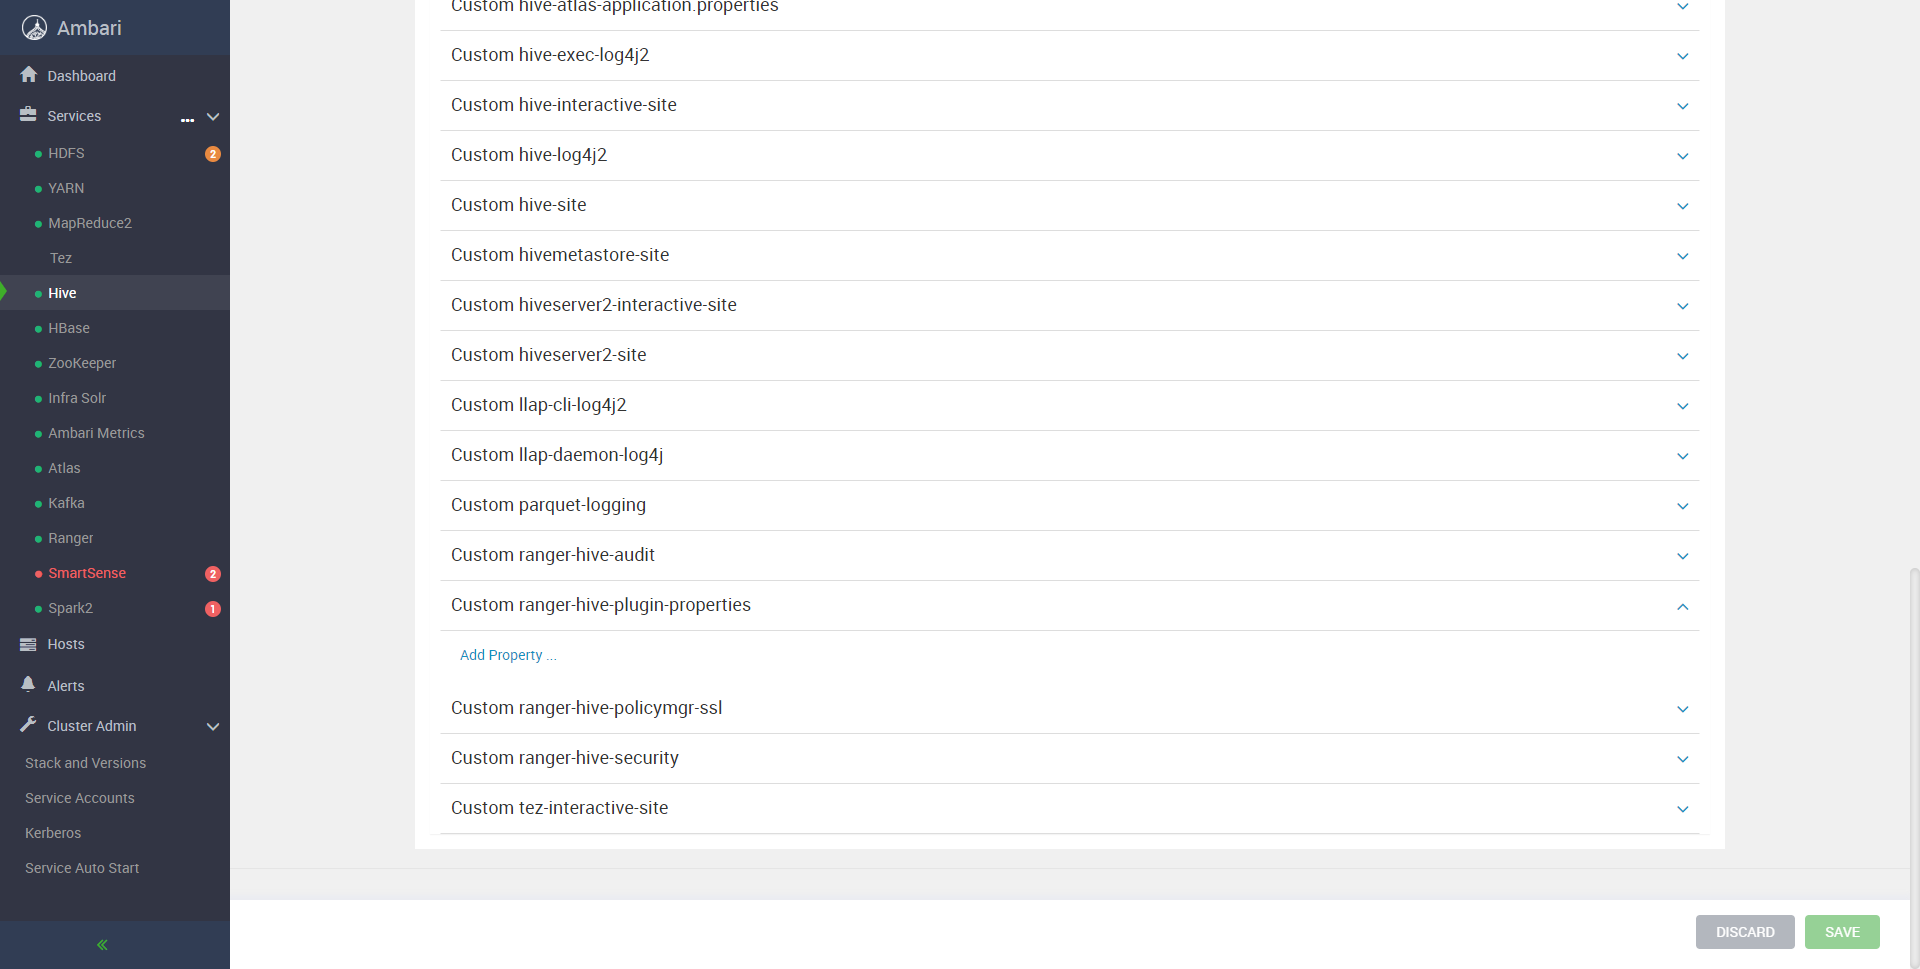 Ambari
Dashboard
Services ...
HDFS 2
YARN
MapReduce2
Tez
Hive
HBase
ZooKeeper
Infra Solr
Ambari Metrics
Atlas
Kafka
Ranger
SmartSense 2
Spark2 1
Hosts
Alerts
Cluster Admin
Stack and Versions
Service Accounts
Kerberos
Service Auto Start
Custom hive-atlas-application.properties
Custom hive-exec-log4j2
Custom hive-interactive-site
Custom hive-log4j2
Custom hive-site
Custom hivemetastore-site
Custom hiveserver2-interactive-site
Custom hiveserver2-site
Custom llap-cli-log4j2
Custom llap-daemon-log4j
Custom parquet-logging
Custom ranger-hive-audit
Custom ranger-hive-plugin-properties
Add Property ...
Custom ranger-hive-policymgr-ssl
Custom ranger-hive-security
Custom tez-interactive-site
DISCARD SAVE